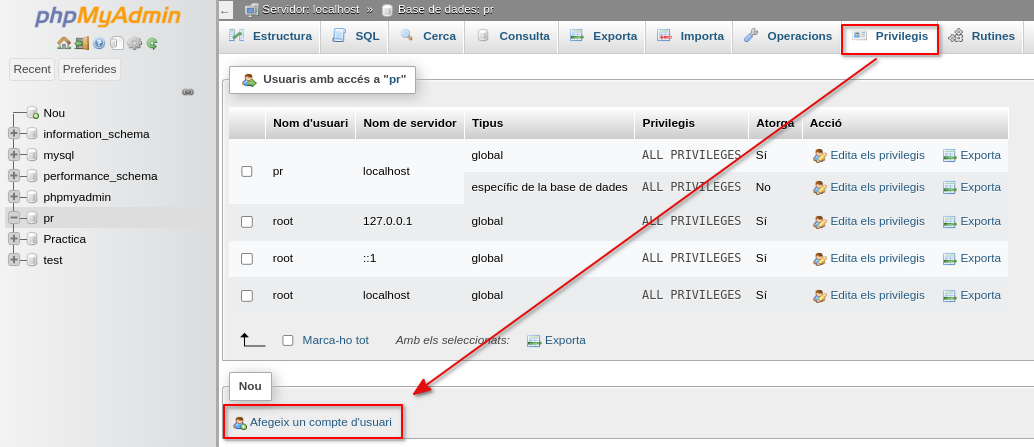 phpMyAdmin
Recent Preferides
Nou
information_schema
mysql
performance_schema
phpmyadmin
pr
Practica
test
← Servidor: localhost » Base de dades: pr
Estructura SQL Cerca Consulta Exporta Importa Operacions Privilegis Rutines
Usuaris amb accés a "pr"
Nom d'usuari Nom de servidor Tipus Privilegis Atorga Acció
pr localhost global ALL PRIVILEGES Sí Edita els privilegis Exporta
específic de la base de dades ALL PRIVILEGES No Edita els privilegis Exporta
root 127.0.0.1 global ALL PRIVILEGES Sí Edita els privilegis Exporta
root ::1 global ALL PRIVILEGES Sí Edita els privilegis Exporta
root localhost global ALL PRIVILEGES Sí Edita els privilegis Exporta
Marca-ho tot Amb els seleccionats: Exporta
Nou
Afegeix un compte d'usuari